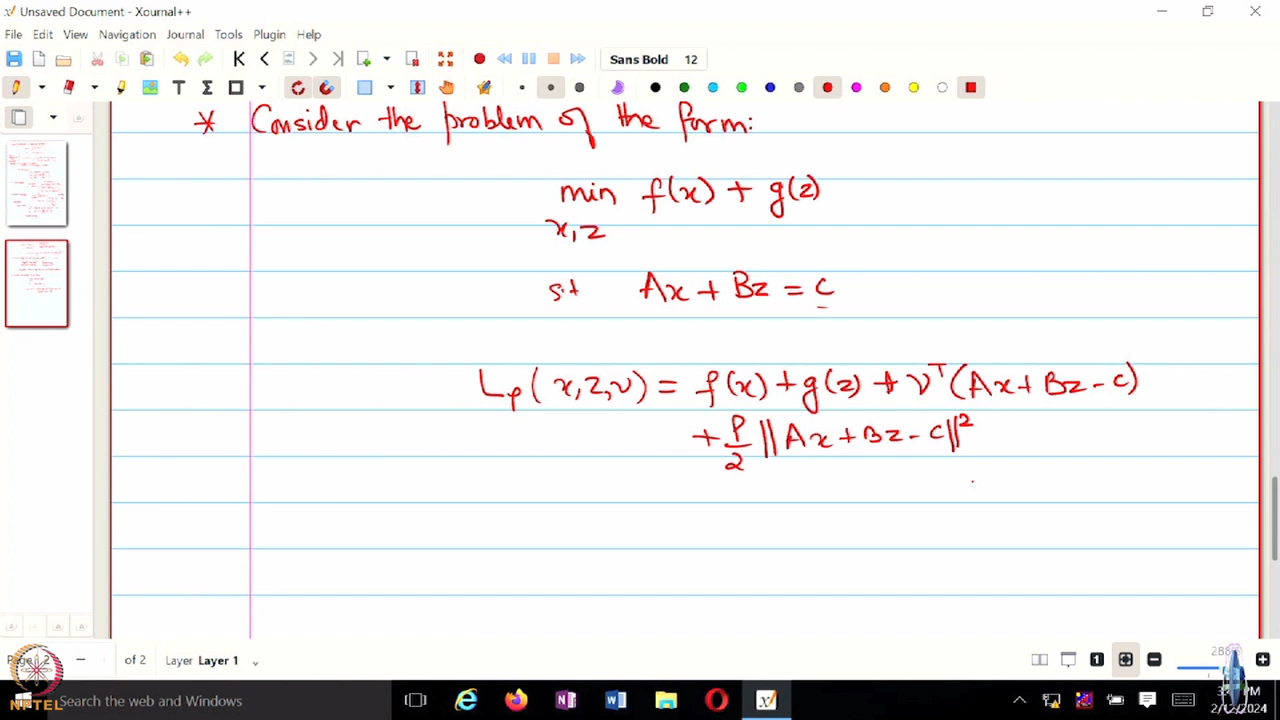 Unsaved Document - Xournal++
File Edit View Navigation Journal Tools Plugin Help
Sans Bold 12
* Consider the problem of the form:
min f(x) + g(z)
x,z
s.t Ax + Bz = c
Lρ(x,z,ν) = f(x) + g(z) + νᵀ(Ax + Bz - c)
+ ρ/2 ||Ax + Bz - c||²
of 2 Layer Layer 1
NPTEL
Search the web and Windows
PM